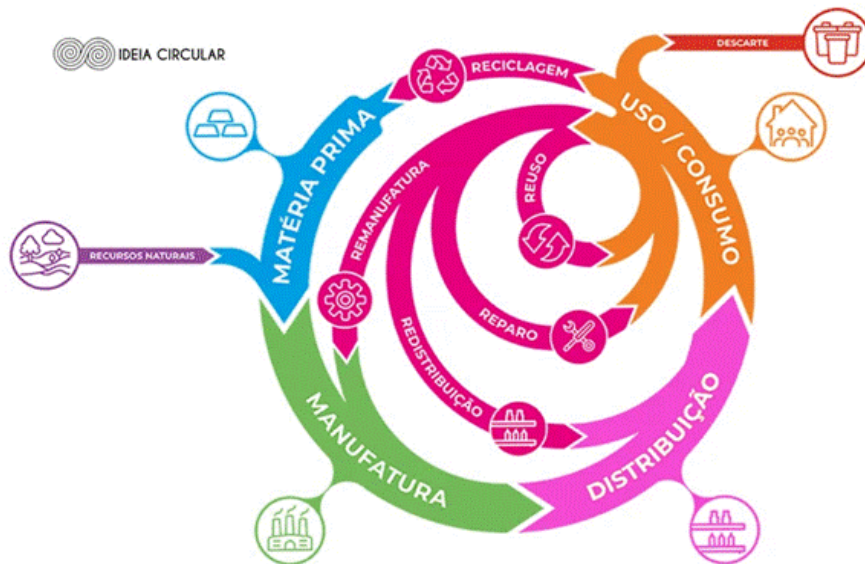 IDEIA CIRCULAR
DESCARTE
RECICLAGEM
USO / CONSUMO
MATÉRIA PRIMA
REUSO
REMANUFATURA
RECURSOS NATURAIS
REPARO
REDISTRIBUIÇÃO
MANUFATURA
DISTRIBUIÇÃO